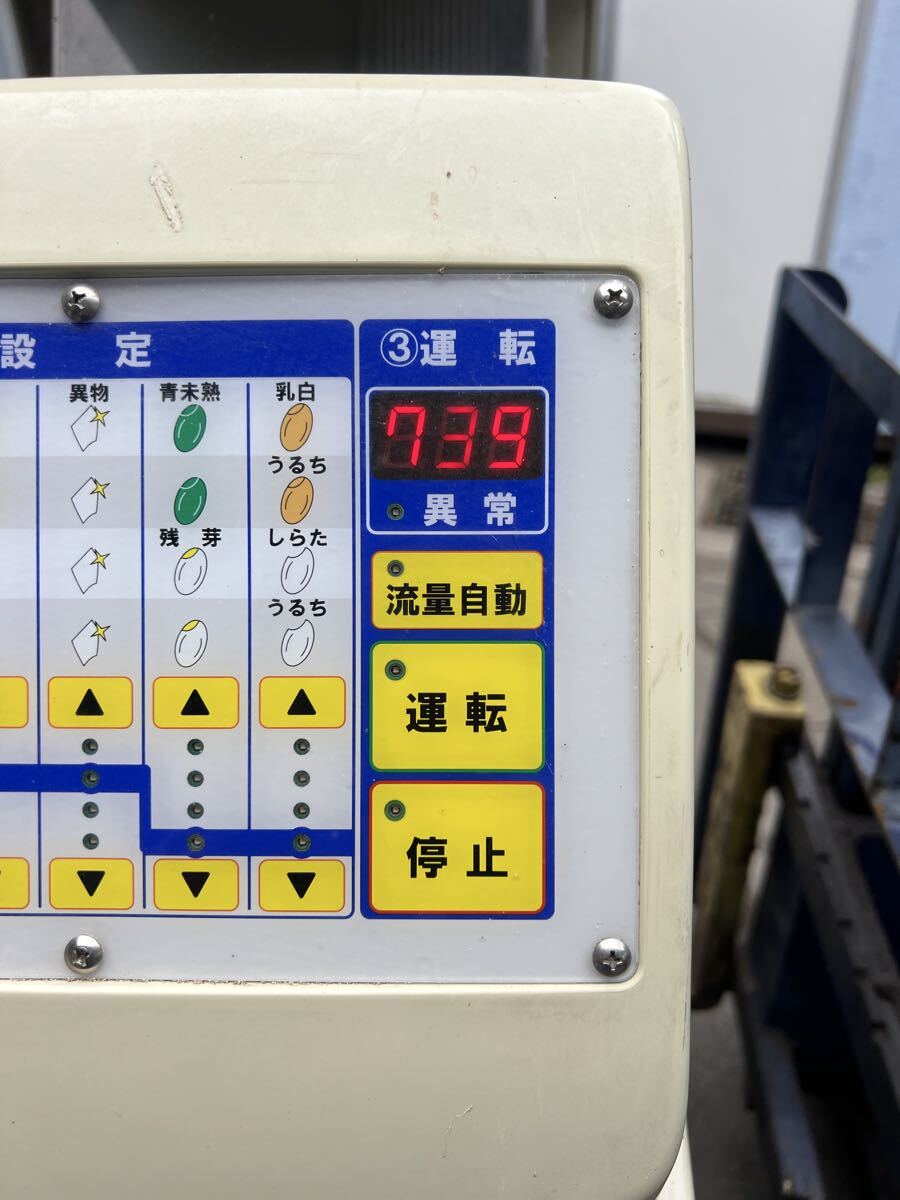 設定
異物
青未熟
乳白
うるち
残芽
しらた
うるち
③運転
739
異常
流量自動
運転
停止